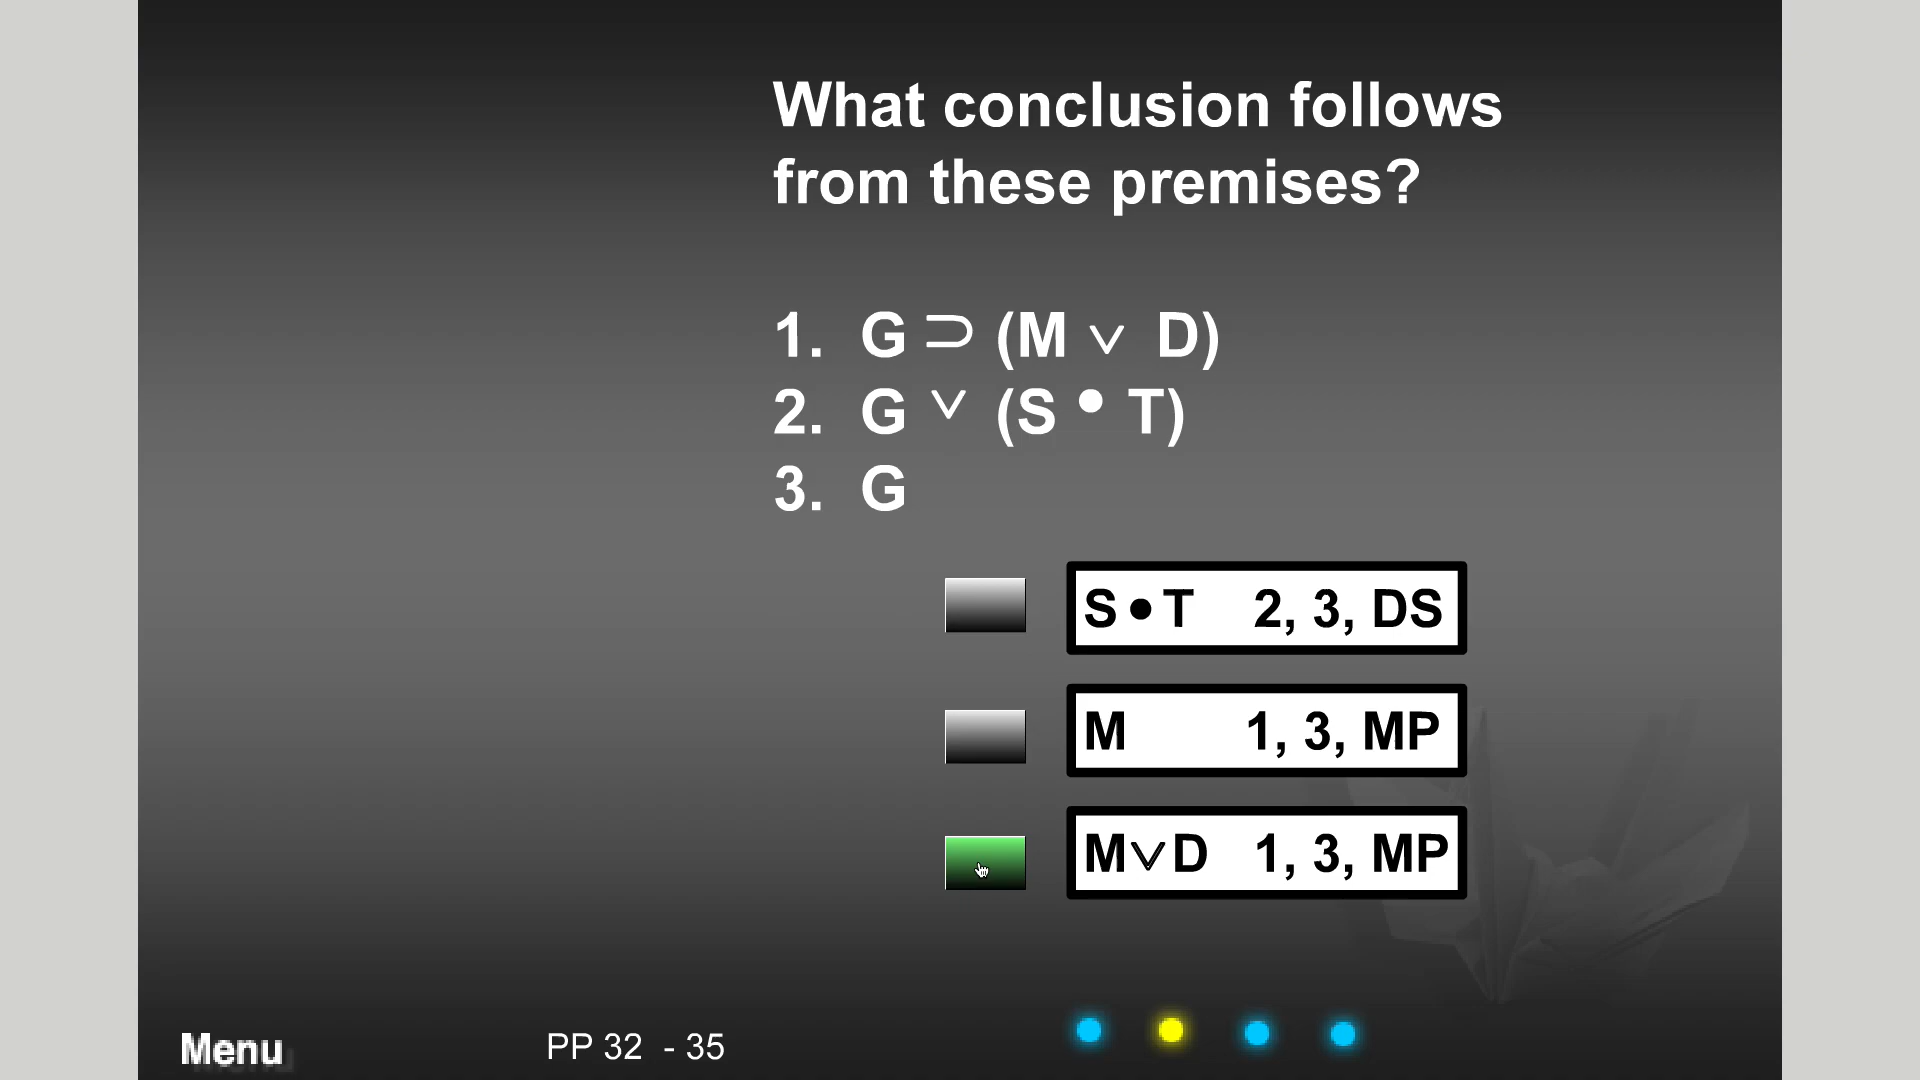 What conclusion follows
from these premises?
1. G ⊃ (M ∨ D)
2. G ∨ (S • T)
3. G
S • T 2, 3, DS
M 1, 3, MP
M ∨ D 1, 3, MP
Menu PP 32 - 35